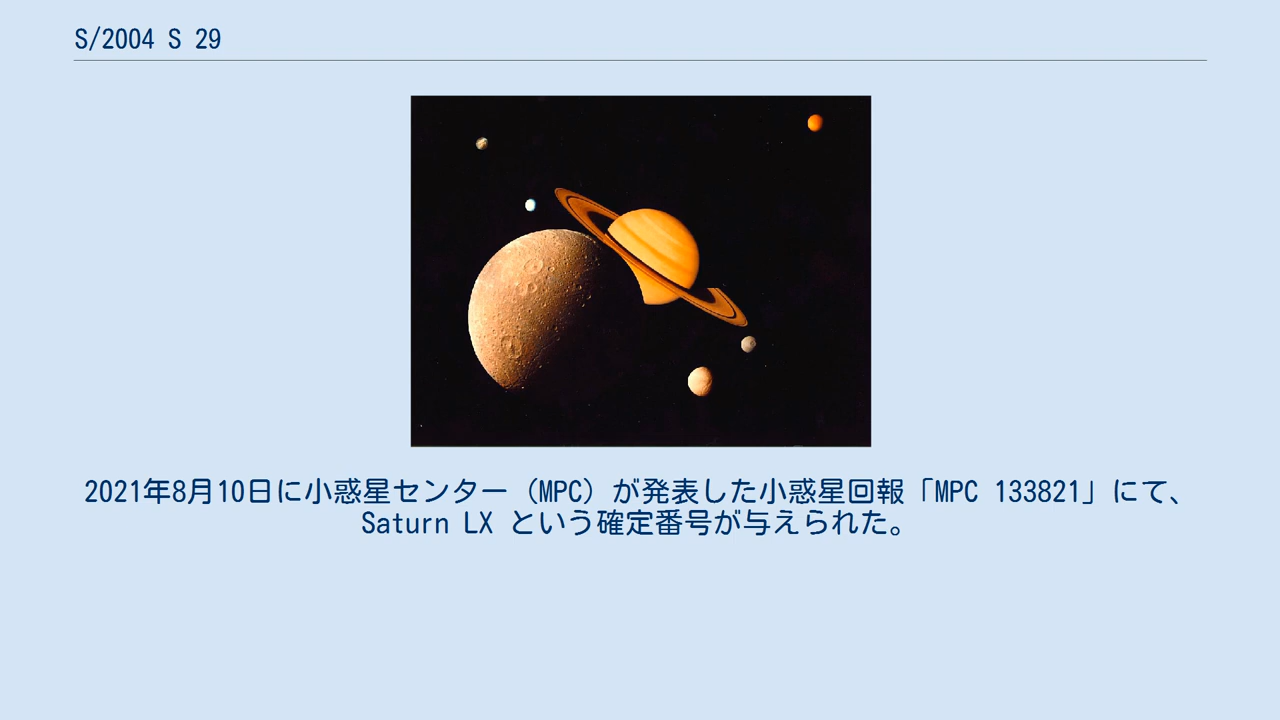 S/2004 S 29
2021年8月10日に小惑星センター（MPC）が発表した小惑星回報「MPC 133821」にて、
Saturn LX という確定番号が与えられた。